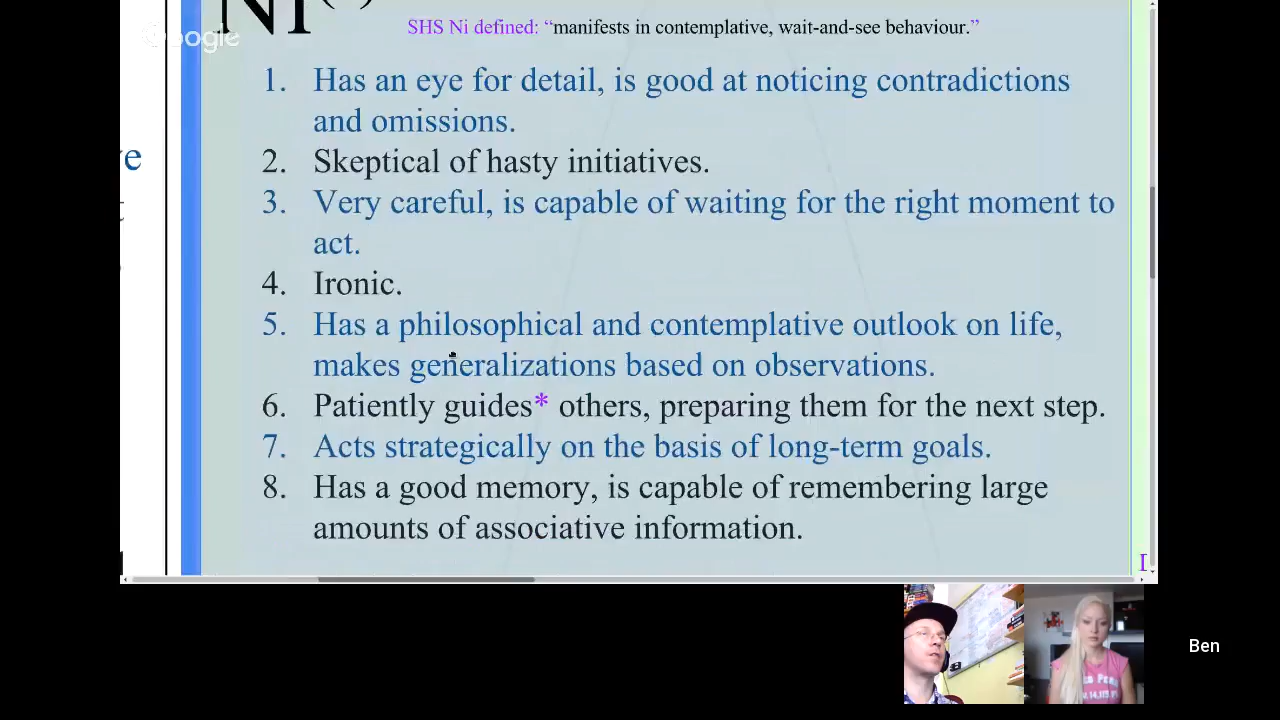 Ni
Google
SHS Ni defined: “manifests in contemplative, wait-and-see behaviour.”
1. Has an eye for detail, is good at noticing contradictions
and omissions.
2. Skeptical of hasty initiatives.
3. Very careful, is capable of waiting for the right moment to
act.
4. Ironic.
5. Has a philosophical and contemplative outlook on life,
makes generalizations based on observations.
6. Patiently guides* others, preparing them for the next step.
7. Acts strategically on the basis of long-term goals.
8. Has a good memory, is capable of remembering large
amounts of associative information.
Ben